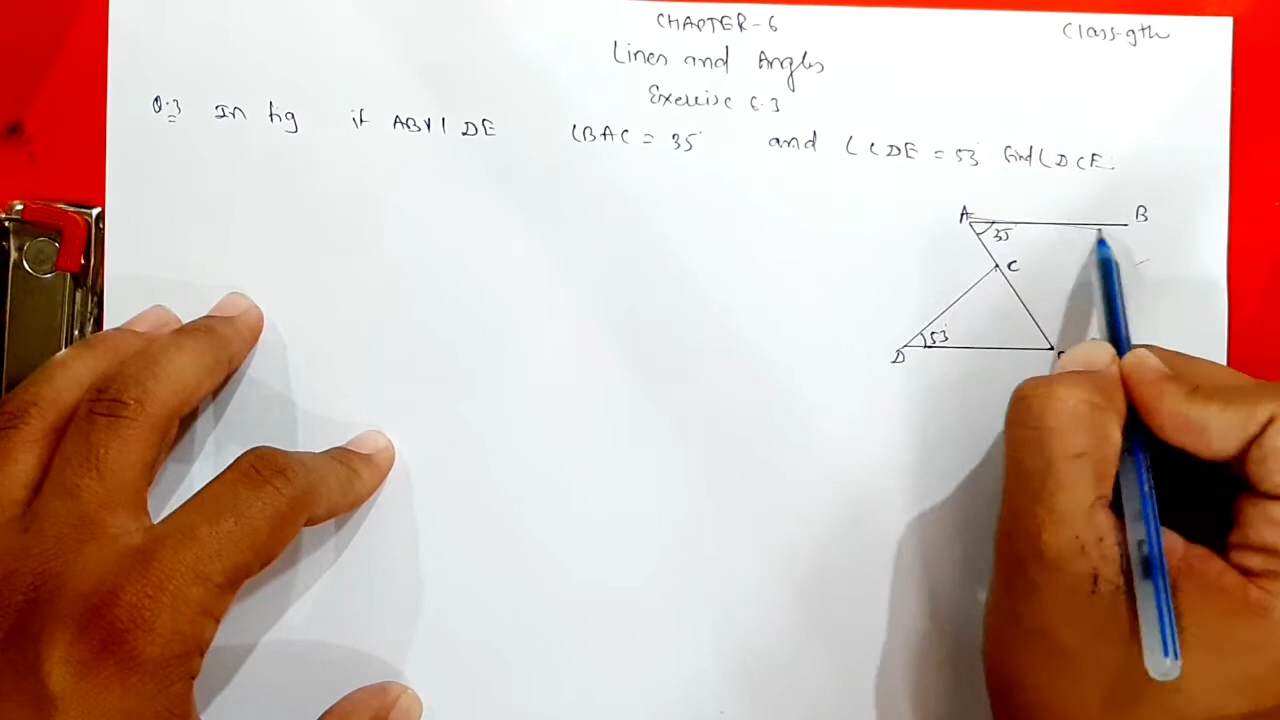 CHAPTER-6
Class-9th
Lines and Angles
Exercise 6.3
Q.3 In fig if AB || DE ∠BAC = 35° and ∠CDE = 53° find ∠DCE
A B
35°
C
53°
D